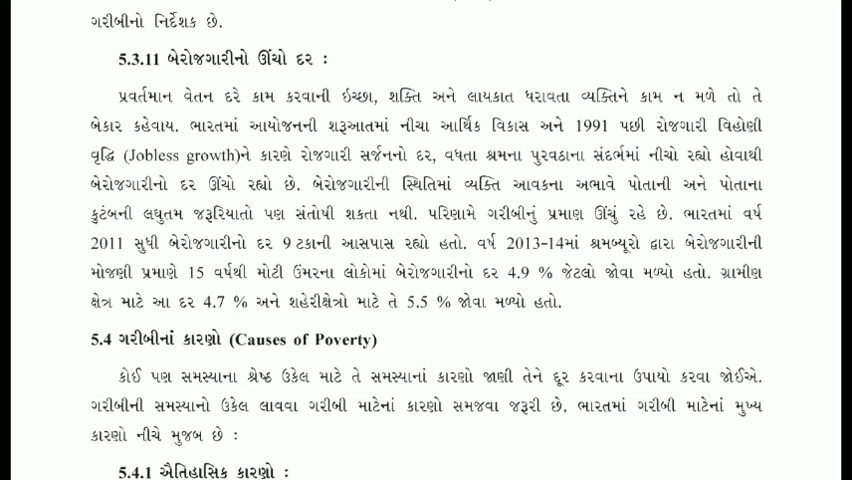 ગરીબીનો નિર્દેશક છે.
5.3.11 બેરોજગારીનો ઊંચો દર :
પ્રવર્તમાન વેતન દરે કામ કરવાની ઇચ્છા, શક્તિ અને લાયકાત ધરાવતા વ્યક્તિને કામ ન મળે તો તે
બેકાર કહેવાય. ભારતમાં આયોજનની શરૂઆતમાં નીચા આર્થિક વિકાસ અને 1991 પછી રોજગારી વિહોણી
વૃદ્ધિ (Jobless growth)ને કારણે રોજગારી સર્જનનો દર, વધતા શ્રમના પુરવઠાના સંદર્ભમાં નીચો રહ્યો હોવાથી
બેરોજગારીનો દર ઊંચો રહ્યો છે. બેરોજગારીની સ્થિતિમાં વ્યક્તિ આવકના અભાવે પોતાની અને પોતાના
કુટુંબની લઘુતમ જરૂરિયાતો પણ સંતોષી શકતા નથી. પરિણામે ગરીબીનું પ્રમાણ ઊંચું રહે છે. ભારતમાં વર્ષ
2011 સુધી બેરોજગારીનો દર 9 ટકાની આસપાસ રહ્યો હતો. વર્ષ 2013-14માં શ્રમબ્યૂરો દ્વારા બેરોજગારીની
મોજણી પ્રમાણે 15 વર્ષથી મોટી ઉંમરના લોકોમાં બેરોજગારીનો દર 4.9 % જેટલો જોવા મળ્યો હતો. ગ્રામીણ
ક્ષેત્ર માટે આ દર 4.7 % અને શહેરીક્ષેત્રો માટે તે 5.5 % જોવા મળ્યો હતો.
5.4 ગરીબીનાં કારણો (Causes of Poverty)
કોઈ પણ સમસ્યાના શ્રેષ્ઠ ઉકેલ માટે તે સમસ્યાનાં કારણો જાણી તેને દૂર કરવાના ઉપાયો કરવા જોઈએ.
ગરીબીની સમસ્યાનો ઉકેલ લાવવા ગરીબી માટેનાં કારણો સમજવા જરૂરી છે. ભારતમાં ગરીબી માટેનાં મુખ્ય
કારણો નીચે મુજબ છે :
5.4.1 ઐતિહાસિક કારણો :